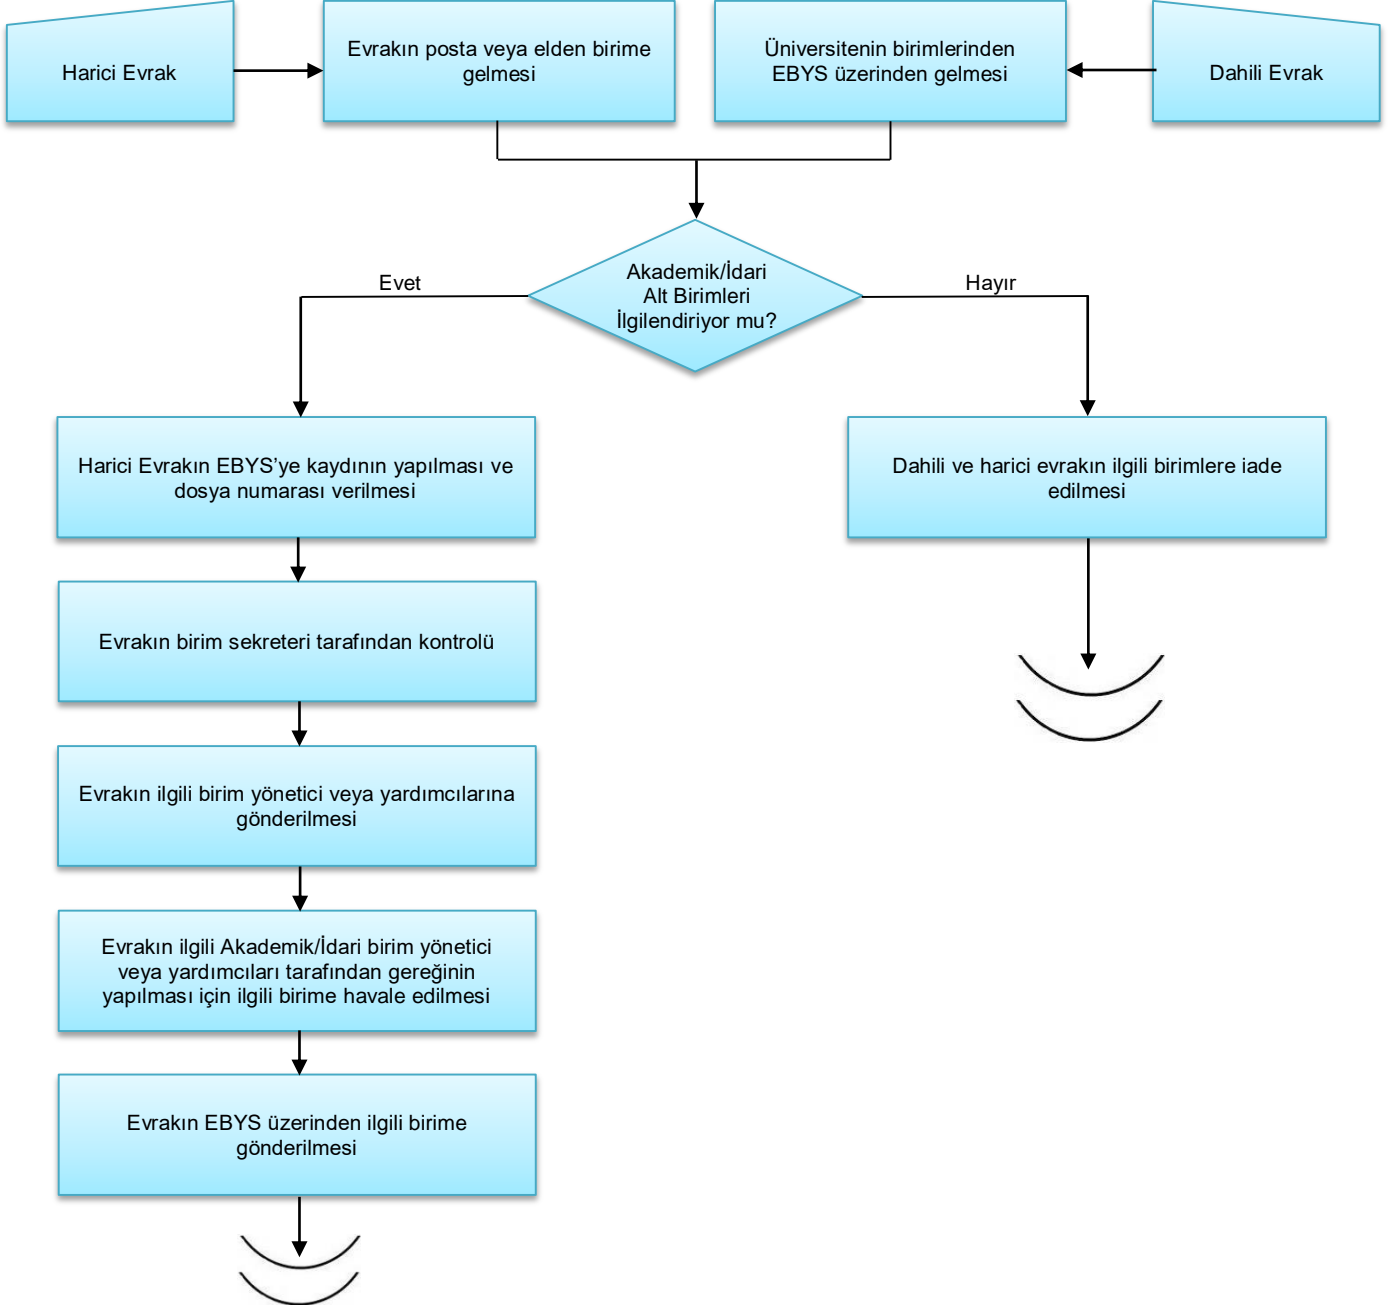 Harici Evrak
Evrakın posta veya elden birime
gelmesi
Üniversitenin birimlerinden
EBYS üzerinden gelmesi
Dahili Evrak
Akademik/İdari
Alt Birimleri
İlgilendiriyor mu?
Evet
Hayır
Harici Evrakın EBYS’ye kaydının yapılması ve
dosya numarası verilmesi
Dahili ve harici evrakın ilgili birimlere iade
edilmesi
Evrakın birim sekreteri tarafından kontrolü
Evrakın ilgili birim yönetici veya yardımcılarına
gönderilmesi
Evrakın ilgili Akademik/İdari birim yönetici
veya yardımcıları tarafından gereğinin
yapılması için ilgili birime havale edilmesi
Evrakın EBYS üzerinden ilgili birime
gönderilmesi